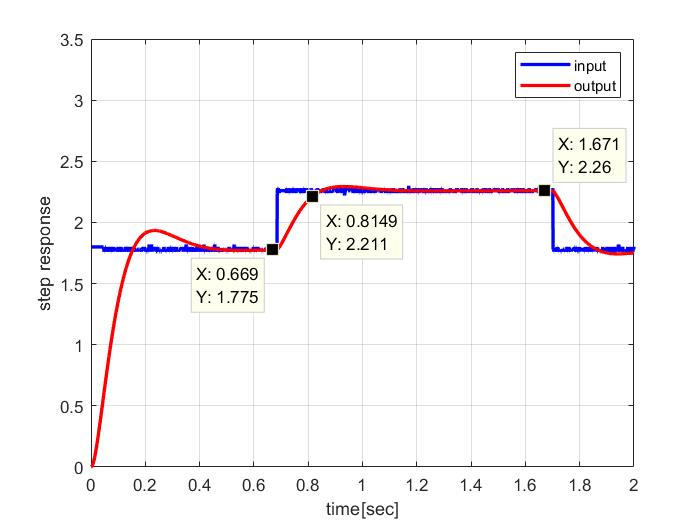 3.5
3
2.5
2
1.5
1
0.5
0
step response
input
output
X: 1.671
Y: 2.26
X: 0.8149
Y: 2.211
X: 0.669
Y: 1.775
0 0.2 0.4 0.6 0.8 1 1.2 1.4 1.6 1.8 2
time[sec]